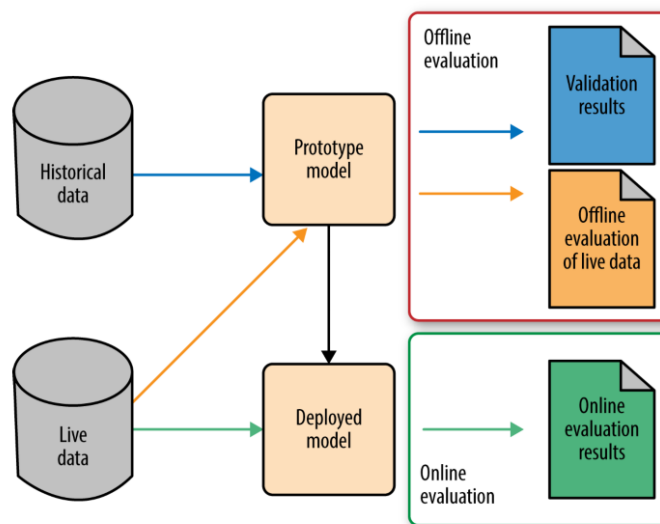 Offline
evaluation
Validation
results
Historical
data
Prototype
model
Offline
evaluation
of live data
Live
data
Deployed
model
Online
evaluation
results
Online
evaluation